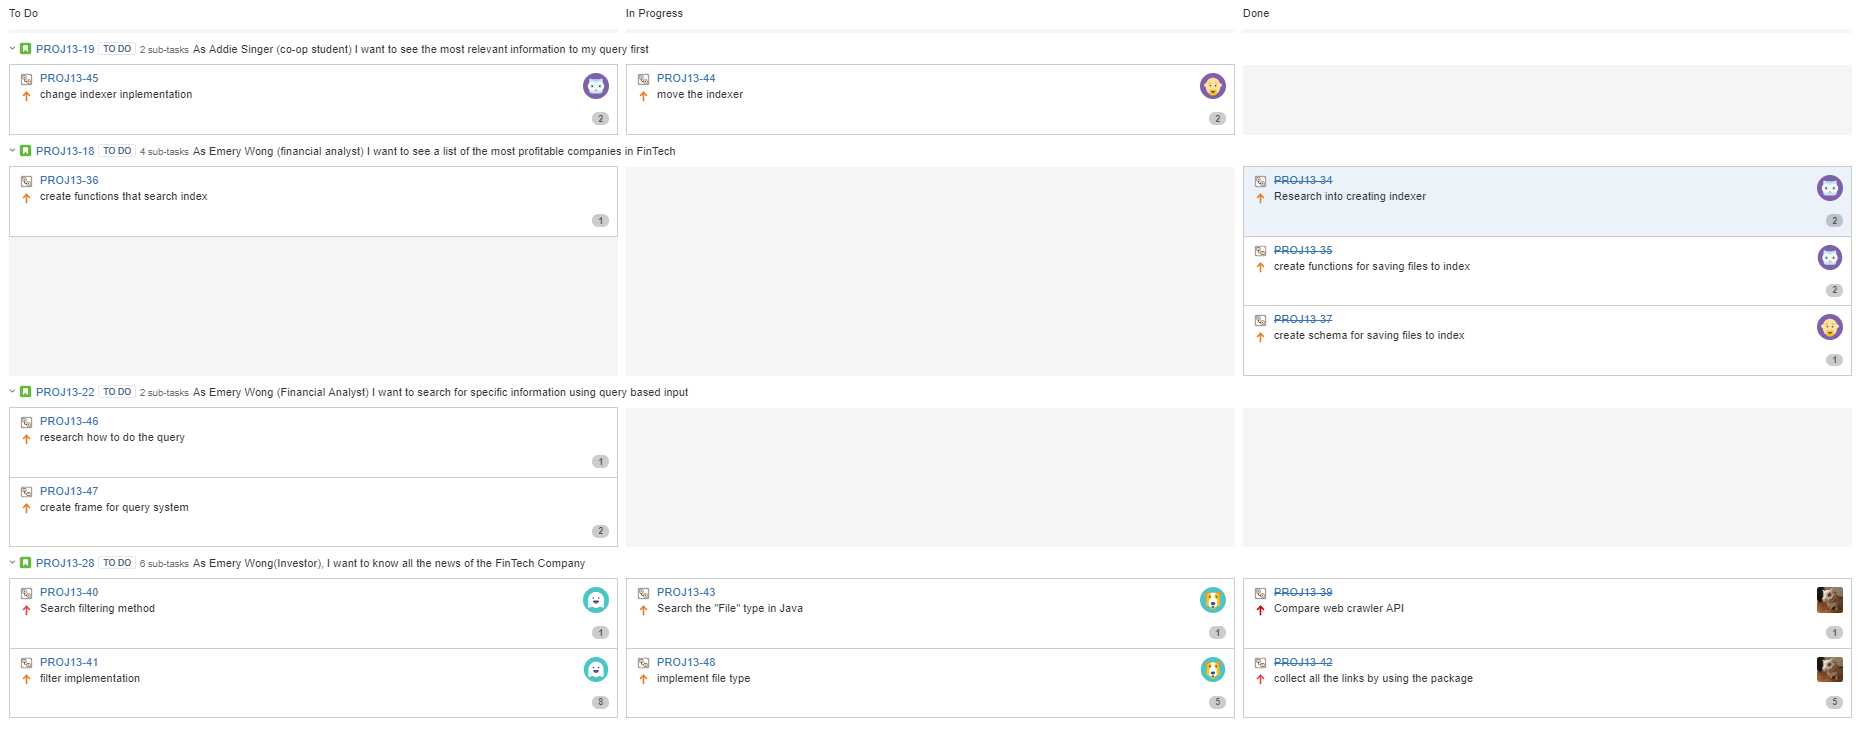 To Do
In Progress
Done
PROJ13-19 TO DO 2 sub-tasks As Addie Singer (co-op student) I want to see the most relevant information to my query first
PROJ13-45
change indexer inplementation
2
PROJ13-44
move the indexer
2
PROJ13-18 TO DO 4 sub-tasks As Emery Wong (financial analyst) I want to see a list of the most profitable companies in FinTech
PROJ13-36
create functions that search index
1
PROJ13-34
Research into creating indexer
2
PROJ13-35
create functions for saving files to index
2
PROJ13-37
create schema for saving files to index
1
PROJ13-22 TO DO 2 sub-tasks As Emery Wong (Financial Analyst) I want to search for specific information using query based input
PROJ13-46
research how to do the query
1
PROJ13-47
create frame for query system
2
PROJ13-28 TO DO 6 sub-tasks As Emery Wong(Investor), I want to know all the news of the FinTech Company
PROJ13-40
Search filtering method
1
PROJ13-41
filter implementation
8
PROJ13-43
Search the "File" type in Java
1
PROJ13-48
implement file type
5
PROJ13-39
Compare web crawler API
1
PROJ13-42
collect all the links by using the package
5